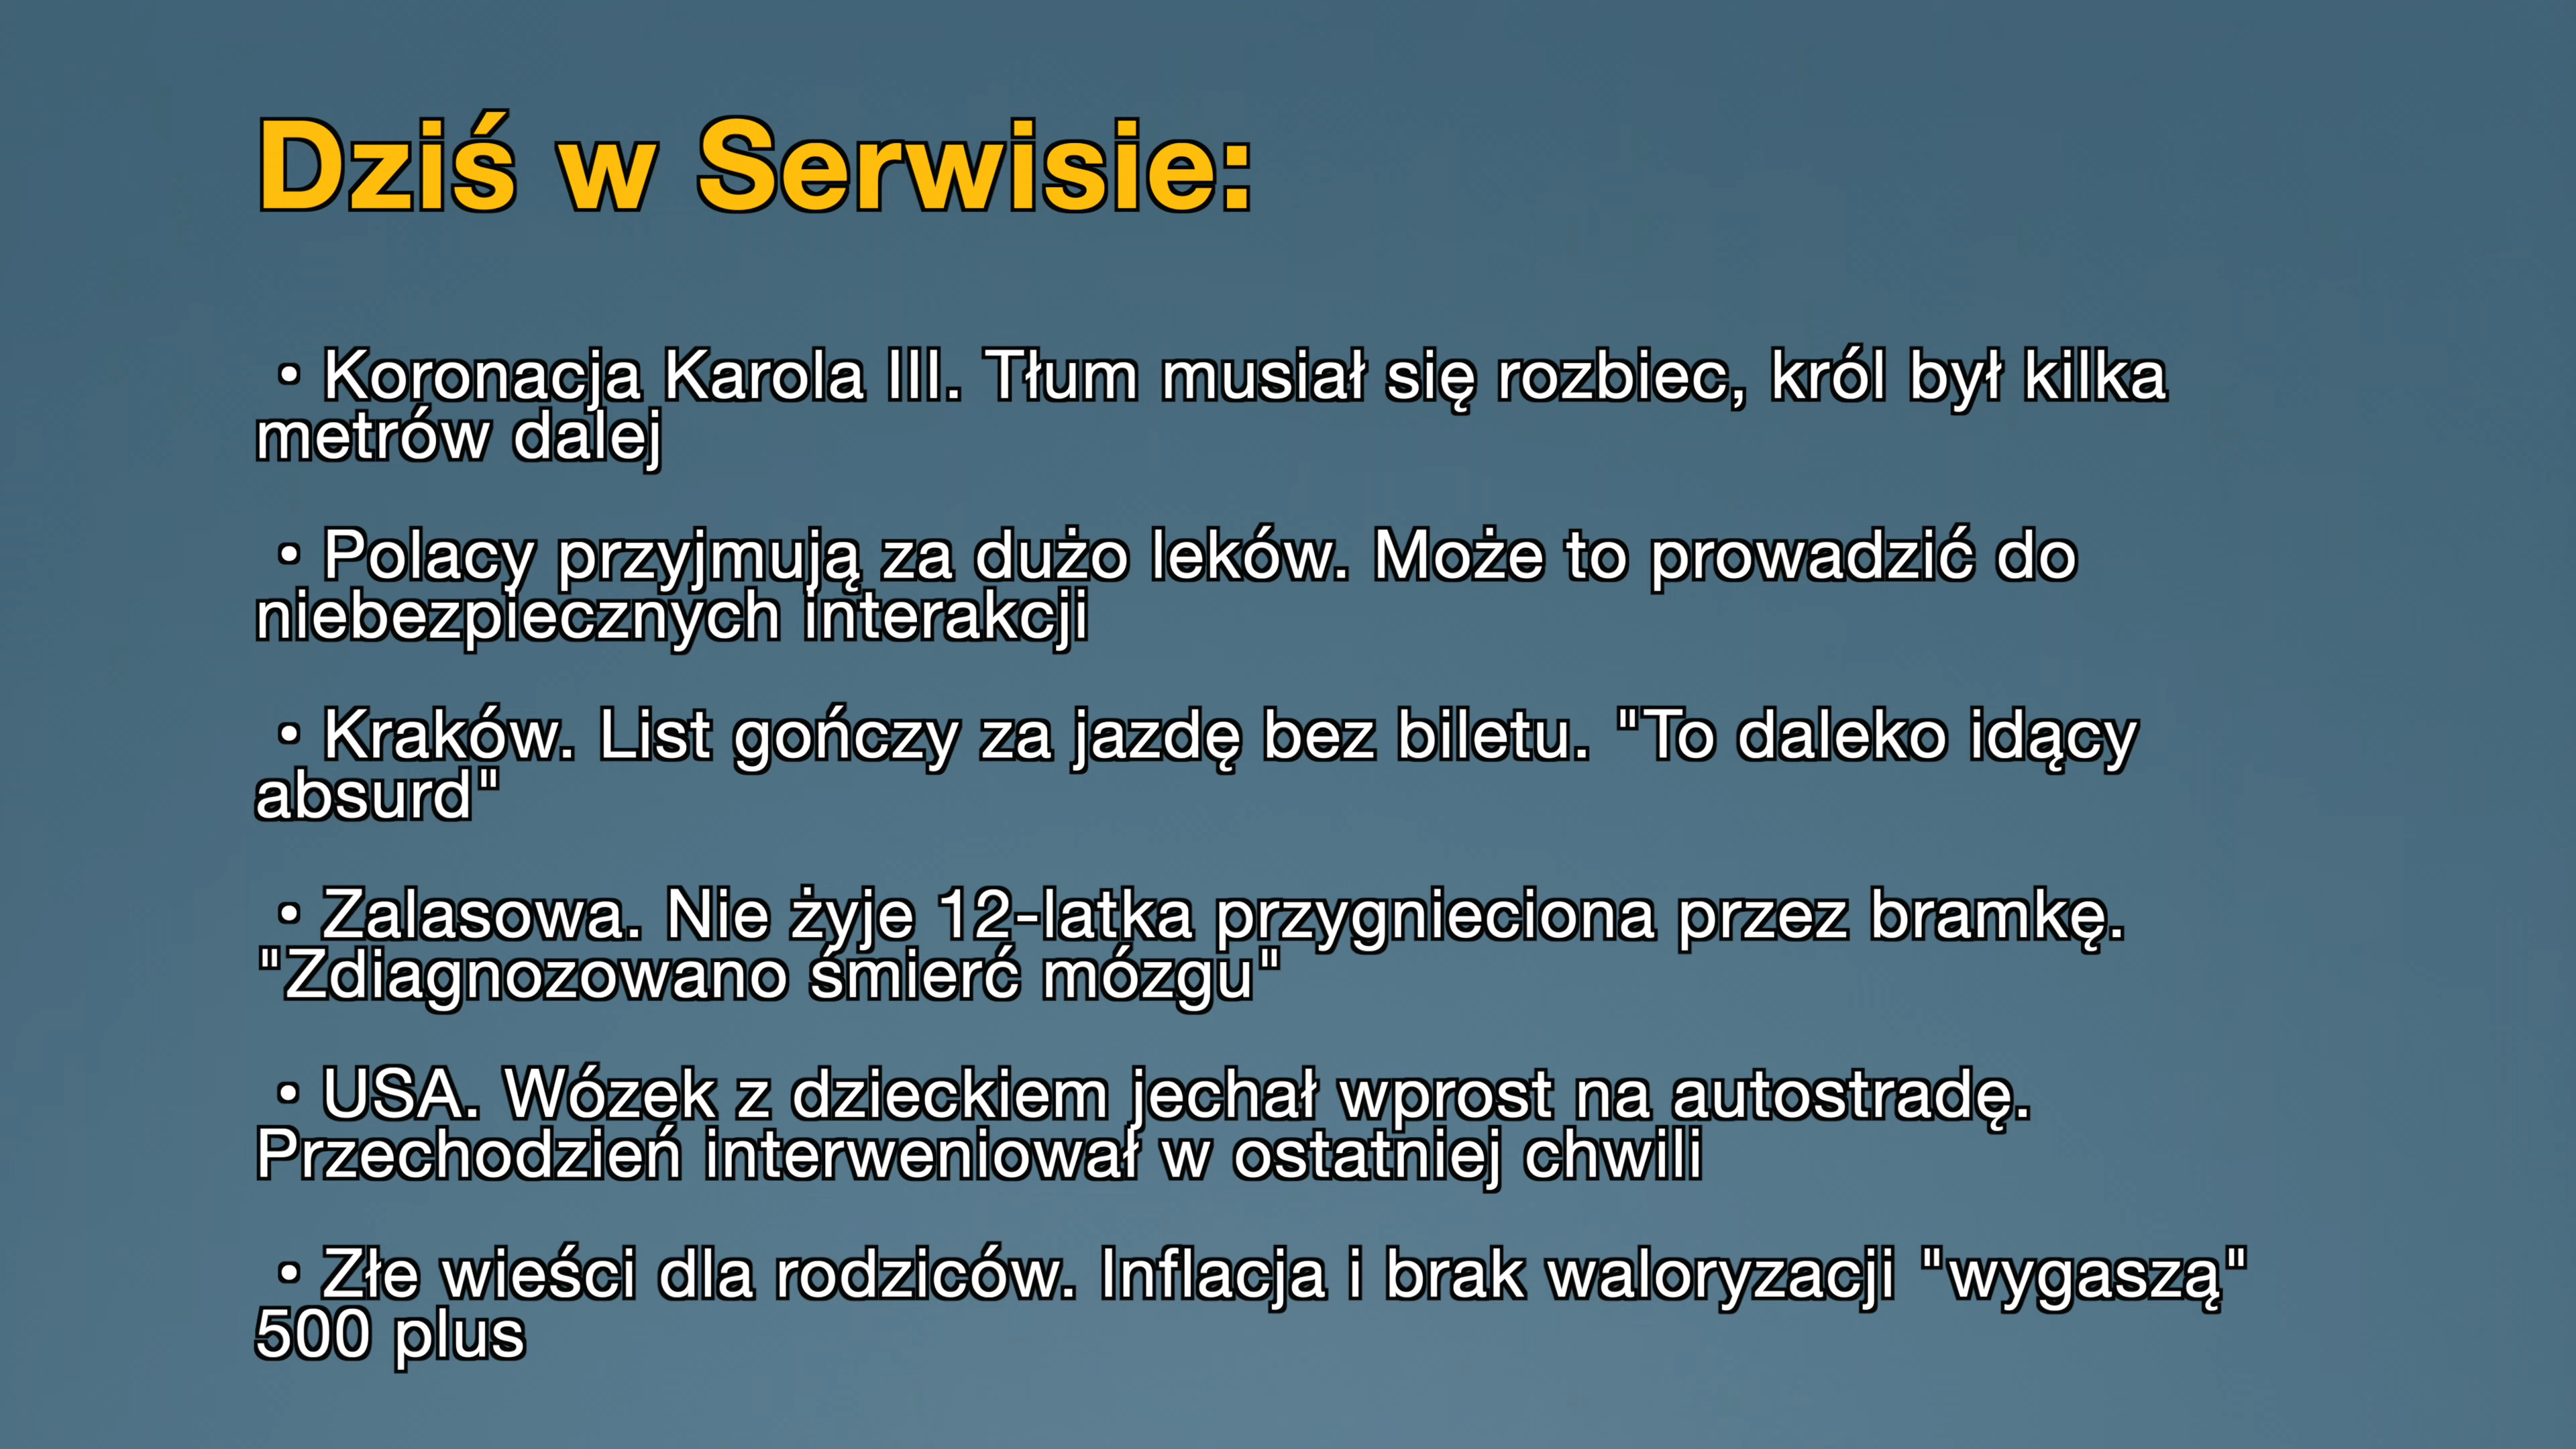 Dziś w Serwisie:
• Koronacja Karola III. Tłum musiał się rozbiec, król był kilka
metrów dalej
• Polacy przyjmują za dużo leków. Może to prowadzić do
niebezpiecznych interakcji
• Kraków. List gończy za jazdę bez biletu. "To daleko idący
absurd"
• Zalasowa. Nie żyje 12-latka przygnieciona przez bramkę.
"Zdiagnozowano śmierć mózgu"
• USA. Wózek z dzieckiem jechał wprost na autostradę.
Przechodzień interweniował w ostatniej chwili
• Złe wieści dla rodziców. Inflacja i brak waloryzacji "wygaszą"
500 plus